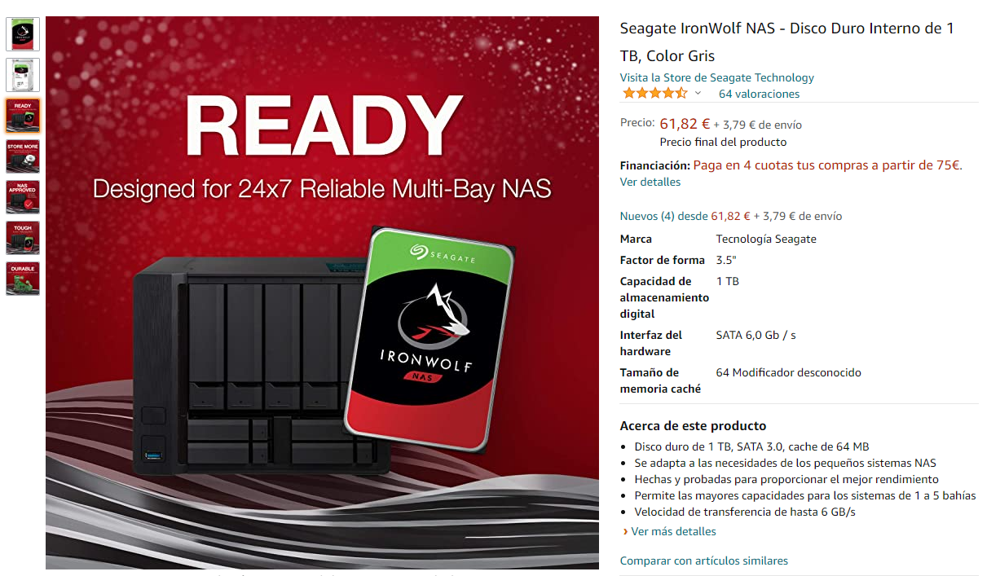 READY
STORE MORE
NAS
APPROVED
TOUGH
DURABLE
READY
Designed for 24x7 Reliable Multi-Bay NAS
SEAGATE
IRONWOLF
NAS
Seagate IronWolf NAS - Disco Duro Interno de 1
TB, Color Gris
Visita la Store de Seagate Technology
64 valoraciones
Precio: 61,82 € + 3,79 € de envío
Precio final del producto
Financiación: Paga en 4 cuotas tus compras a partir de 75€.
Ver detalles
Nuevos (4) desde 61,82 € + 3,79 € de envío
Marca Tecnología Seagate
Factor de forma 3.5"
Capacidad de 1 TB
almacenamiento
digital
Interfaz del SATA 6,0 Gb / s
hardware
Tamaño de 64 Modificador desconocido
memoria caché
Acerca de este producto
• Disco duro de 1 TB, SATA 3.0, cache de 64 MB
• Se adapta a las necesidades de los pequeños sistemas NAS
• Hechas y probadas para proporcionar el mejor rendimiento
• Permite las mayores capacidades para los sistemas de 1 a 5 bahías
• Velocidad de transferencia de hasta 6 GB/s
› Ver más detalles
Comparar con artículos similares